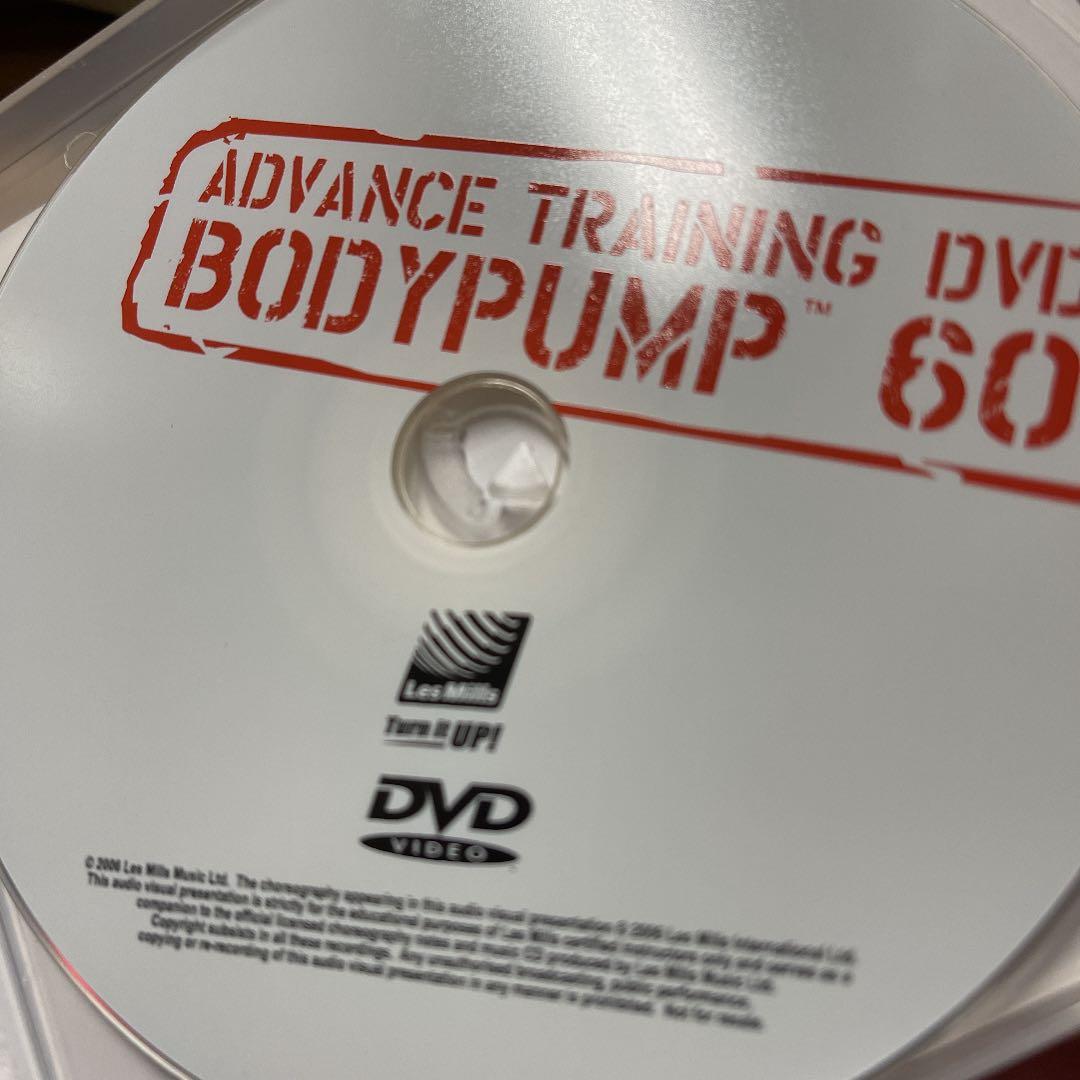 ADVANCE TRAINING DVD
BODYPUMP™ 60
Les Mills
Turn it UP!
DVD
VIDEO
© 2006 Les Mills Music Ltd. The choreography appearing in this audio visual presentation © 2006 Les Mills International Ltd.
This audio visual presentation is strictly for the educational purposes of Les Mills certified instructors only and serves as a
companion to the official licensed choreography notes and music CD produced by Les Mills Music Ltd.
Copyright subsists in all these recordings. Any unauthorised broadcasting, public performance,
copying or re-recording of this audio visual presentation in any manner is prohibited. Not for resale.